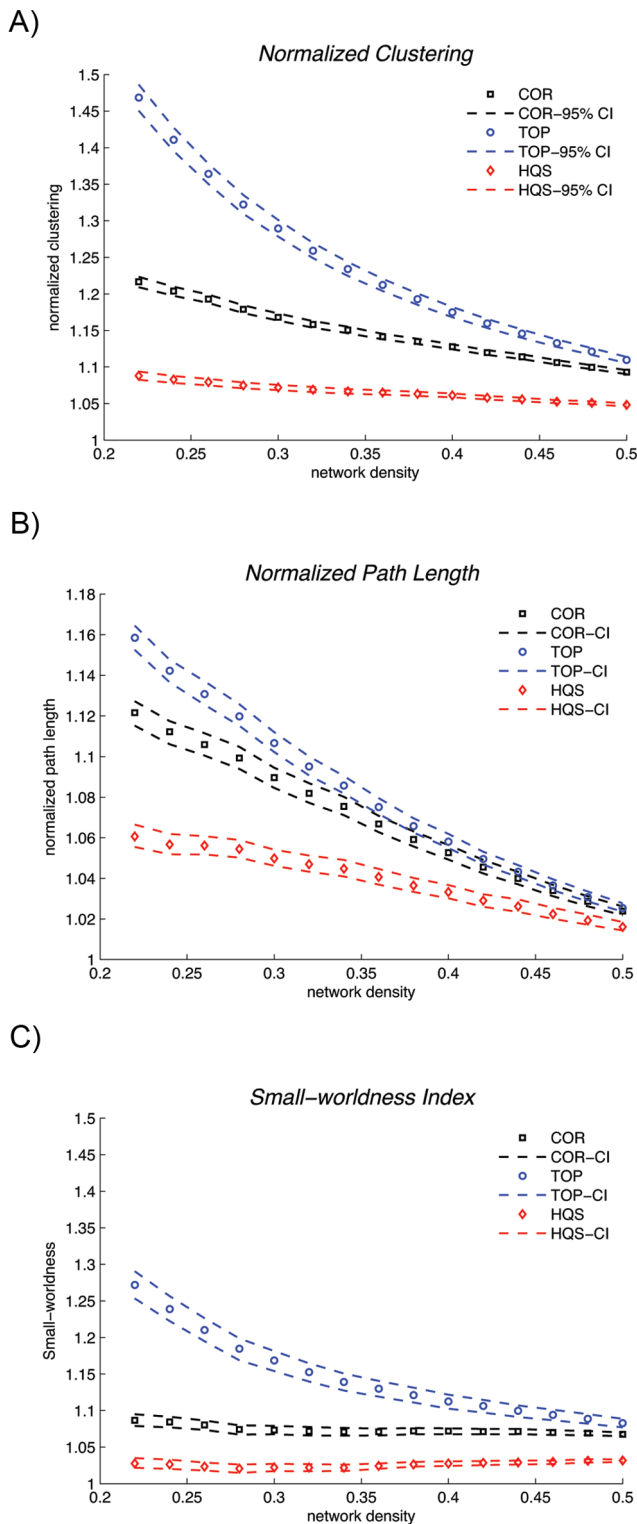 A)
Normalized Clustering
1.5
1.45
1.4
1.35
1.3
1.25
1.2
1.15
1.1
1.05
1
normalized clustering
COR
COR−95% CI
TOP
TOP−95% CI
HQS
HQS−95% CI
0.2 0.25 0.3 0.35 0.4 0.45 0.5
network density
B)
Normalized Path Length
1.18
1.16
1.14
1.12
1.1
1.08
1.06
1.04
1.02
1
normalized path length
COR
COR−CI
TOP
TOP−CI
HQS
HQS−CI
0.2 0.25 0.3 0.35 0.4 0.45 0.5
network density
C)
Small−worldness Index
1.5
1.45
1.4
1.35
1.3
1.25
1.2
1.15
1.1
1.05
1
Small−worldness
COR
COR−CI
TOP
TOP−CI
HQS
HQS−CI
0.2 0.25 0.3 0.35 0.4 0.45 0.5
network density